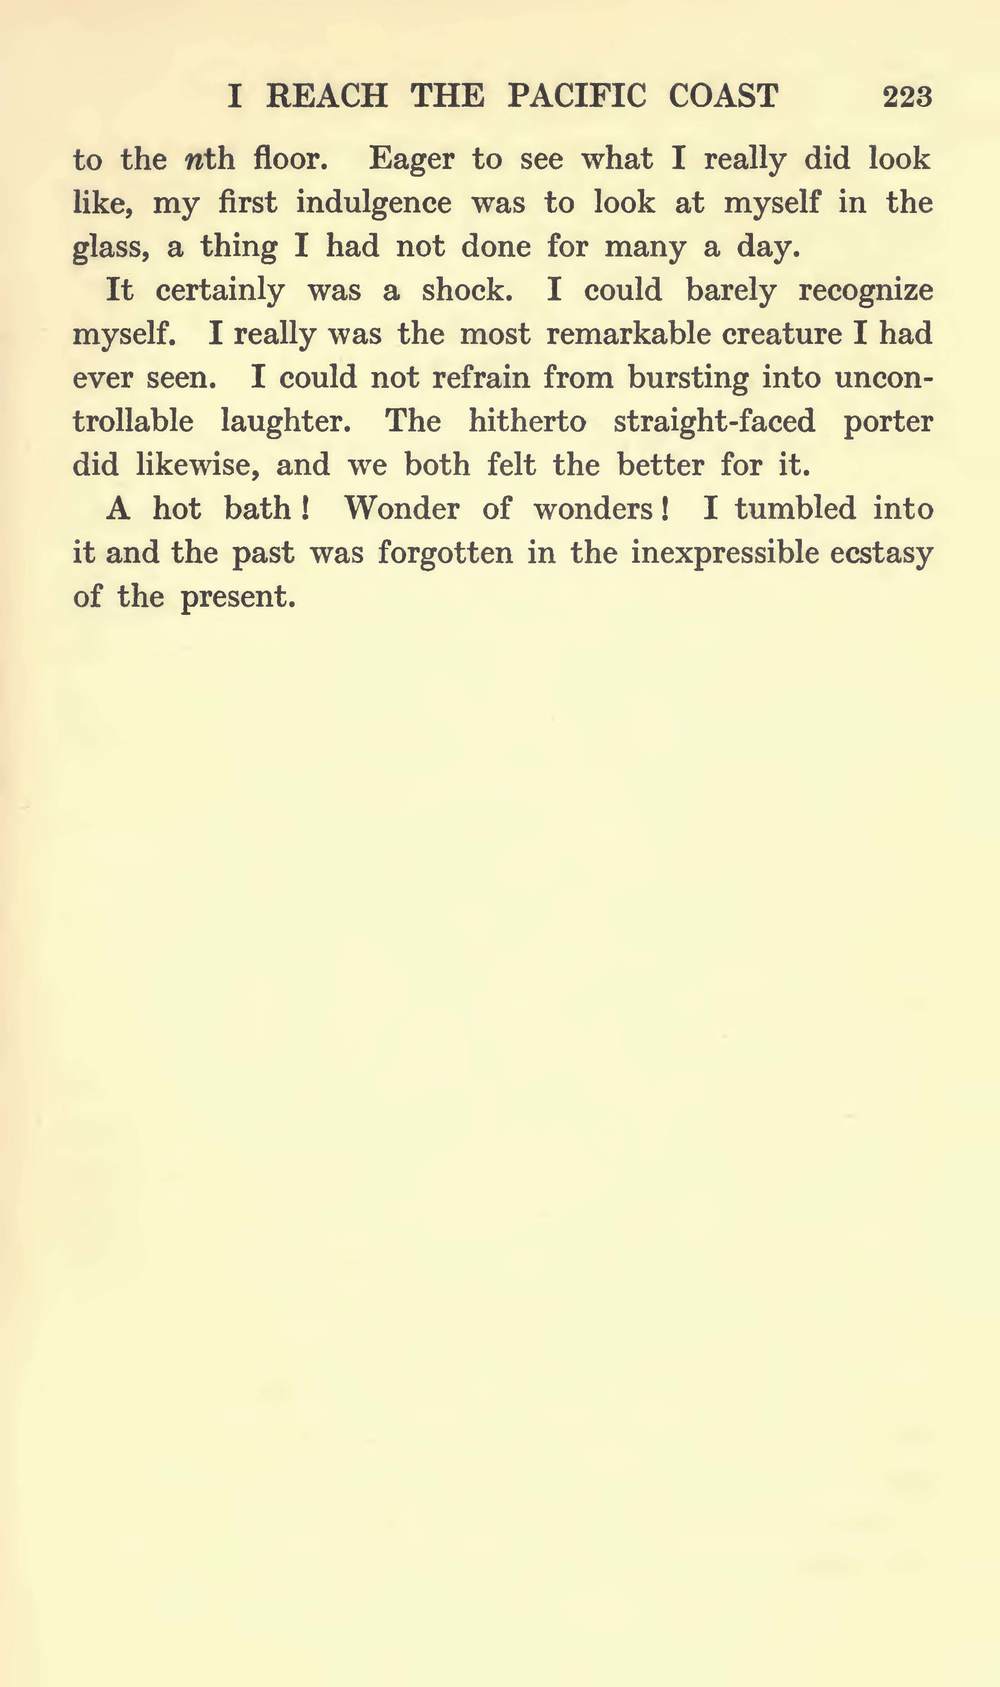 I REACH THE PACIFIC COAST 223
to the nth floor. Eager to see what I really did look
like, my first indulgence was to look at myself in the
glass, a thing I had not done for many a day.
It certainly was a shock. I could barely recognize
myself. I really was the most remarkable creature I had
ever seen. I could not refrain from bursting into uncon-
trollable laughter. The hitherto straight-faced porter
did likewise, and we both felt the better for it.
A hot bath! Wonder of wonders! I tumbled into
it and the past was forgotten in the inexpressible ecstasy
of the present.